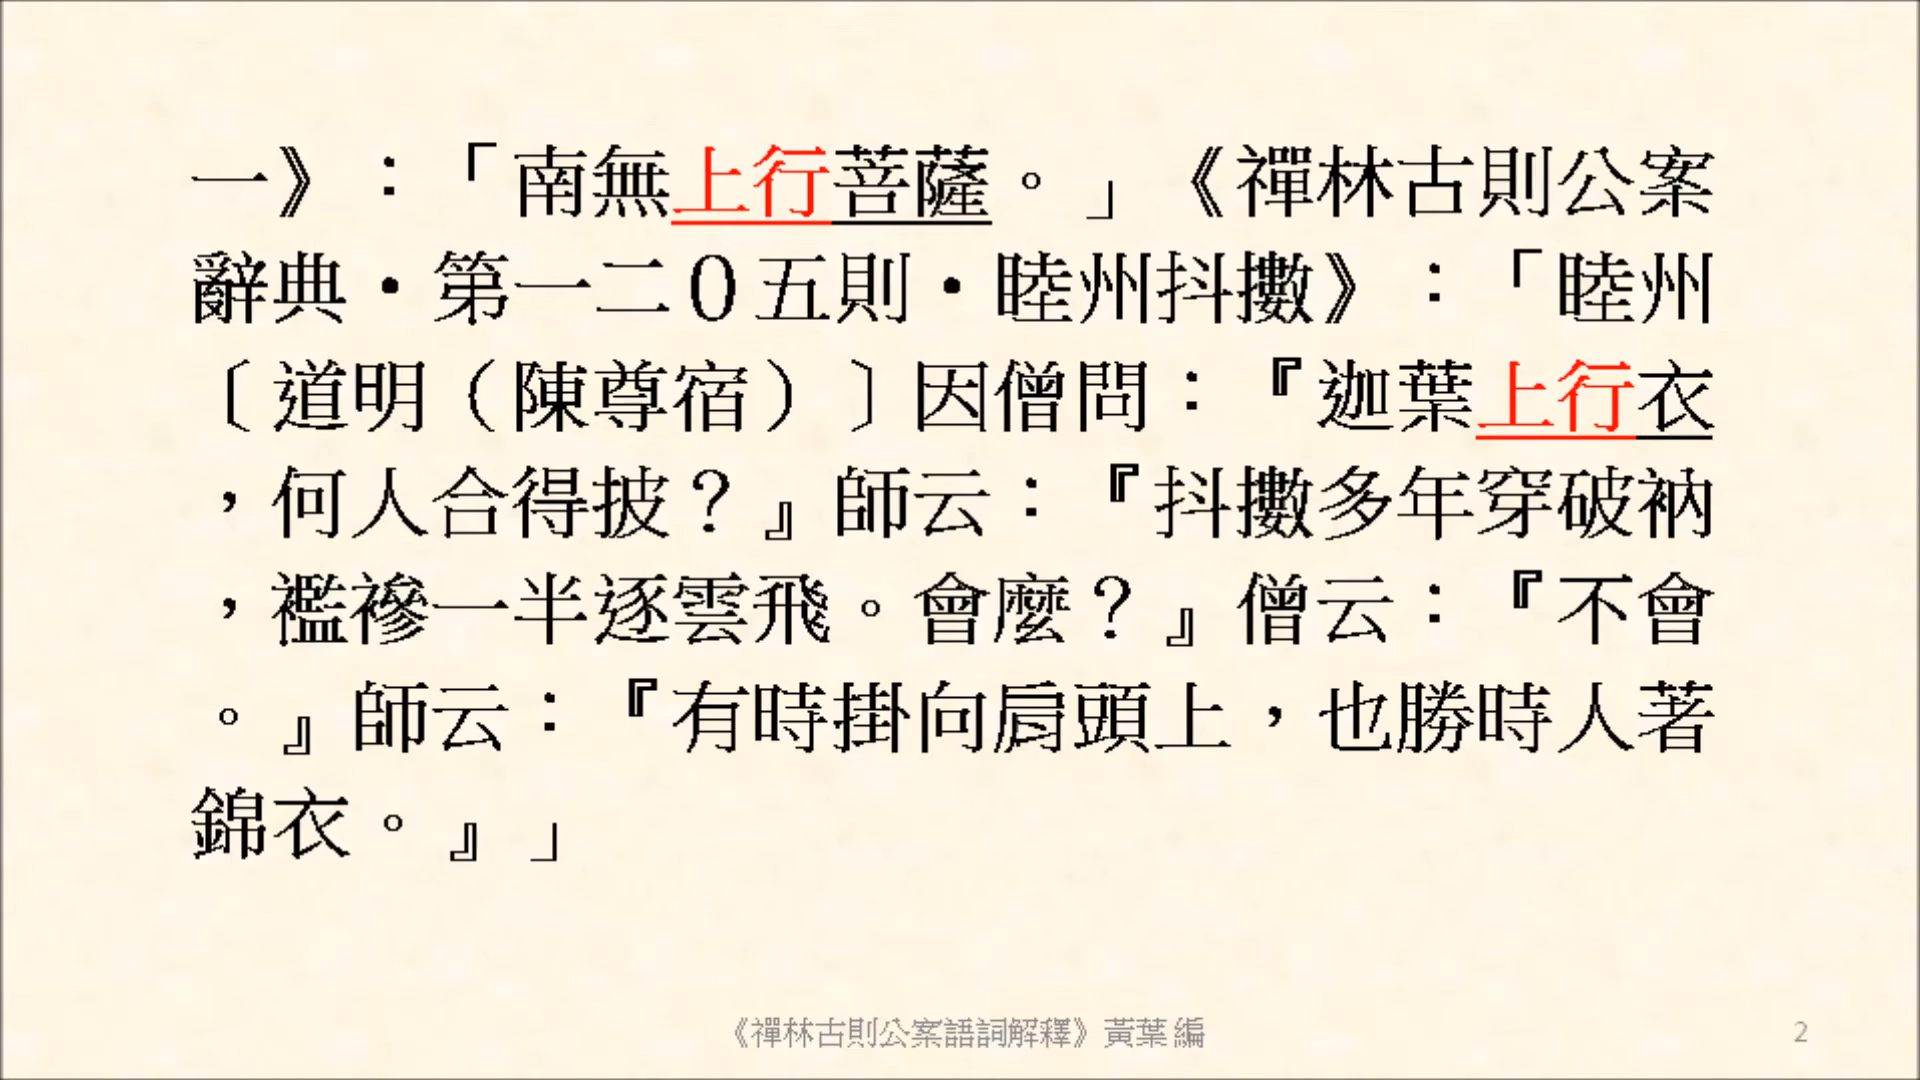 一》：「南無上行菩薩。」《禪林古則公案
辭典‧第一二０五則‧睦州抖擻》：「睦州
〔道明（陳尊宿）〕因僧問：『迦葉上行衣
，何人合得披？』師云：『抖擻多年穿破衲
，襤襂一半逐雲飛。會麼？』僧云：『不會
。』師云：『有時掛向肩頭上，也勝時人著
錦衣。』」
《禪林古則公案語詞解釋》黃葉 編
2